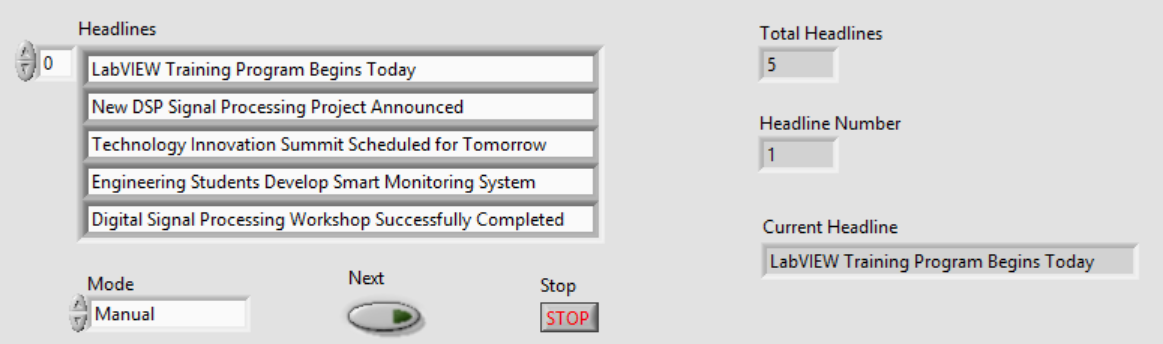 Headlines
0
LabVIEW Training Program Begins Today
New DSP Signal Processing Project Announced
Technology Innovation Summit Scheduled for Tomorrow
Engineering Students Develop Smart Monitoring System
Digital Signal Processing Workshop Successfully Completed
Mode
Manual
Next
Stop
STOP
Total Headlines
5
Headline Number
1
Current Headline
LabVIEW Training Program Begins Today